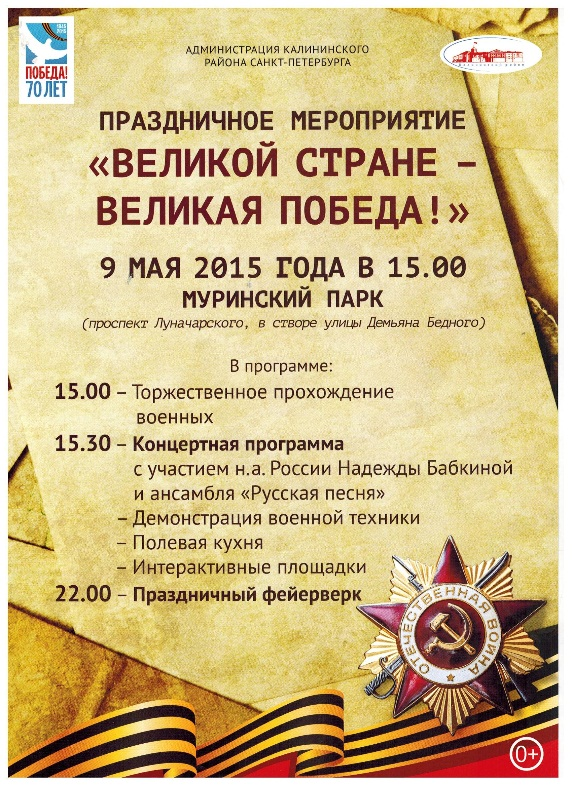 ПОБЕДА!
70 ЛЕТ
АДМИНИСТРАЦИЯ КАЛИНИНСКОГО
РАЙОНА САНКТ-ПЕТЕРБУРГА
ПРАЗДНИЧНОЕ МЕРОПРИЯТИЕ
«ВЕЛИКОЙ СТРАНЕ –
ВЕЛИКАЯ ПОБЕДА!»
9 МАЯ 2015 ГОДА В 15.00
МУРИНСКИЙ ПАРК
(проспект Луначарского, в створе улицы Демьяна Бедного)
В программе:
15.00 – Торжественное прохождение
военных
15.30 – Концертная программа
с участием н.а. России Надежды Бабкиной
и ансамбля «Русская песня»
– Демонстрация военной техники
– Полевая кухня
– Интерактивные площадки
22.00 – Праздничный фейерверк
ОТЕЧЕСТВЕННАЯ ВОЙНА
0+